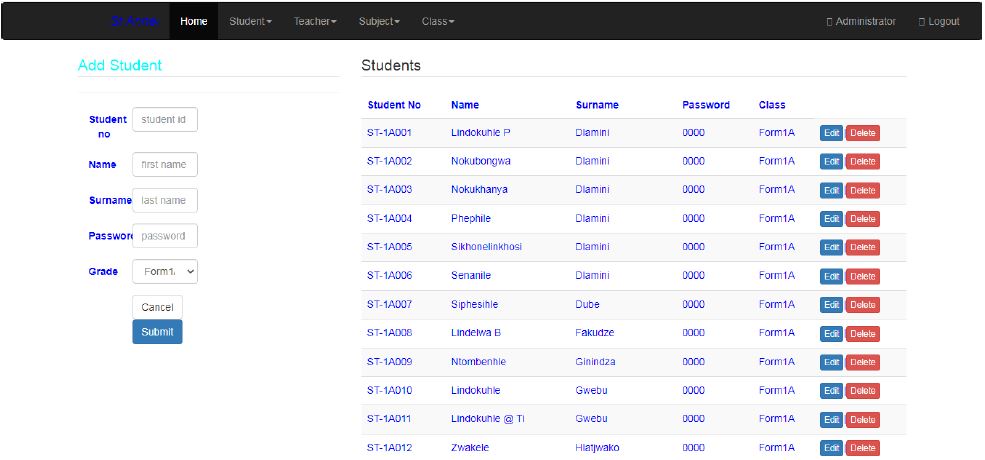 Home Student Teacher Subject Class Administrator Logout
Add Student
Student no student id
Name first name
Surname last name
Password password
Grade Form1
Cancel
Submit
Students
Student No Name Surname Password Class
ST-1A001 Lindokuhle P Dlamini 0000 Form1A Edit Delete
ST-1A002 Nokubongwa Dlamini 0000 Form1A Edit Delete
ST-1A003 Nokukhanya Dlamini 0000 Form1A Edit Delete
ST-1A004 Phephile Dlamini 0000 Form1A Edit Delete
ST-1A005 Sikhonelinkhosi Dlamini 0000 Form1A Edit Delete
ST-1A006 Senanile Dlamini 0000 Form1A Edit Delete
ST-1A007 Siphesihle Dube 0000 Form1A Edit Delete
ST-1A008 Lindelwa B Fakudze 0000 Form1A Edit Delete
ST-1A009 Ntombenhle Ginindza 0000 Form1A Edit Delete
ST-1A010 Lindokuhle Gwebu 0000 Form1A Edit Delete
ST-1A011 Lindokuhle @ Ti Gwebu 0000 Form1A Edit Delete
ST-1A012 Zwakele Hlatjwako 0000 Form1A Edit Delete